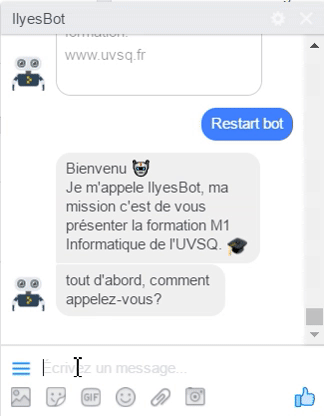 IlyesBot
formation.
www.uvsq.fr
Restart bot
Bienvenu
Je m'appele IlyesBot, ma
mission c'est de vous
présenter la formation M1
Informatique de l'UVSQ.
tout d'abord, comment
appelez-vous?
Écrivez un message...
GIF